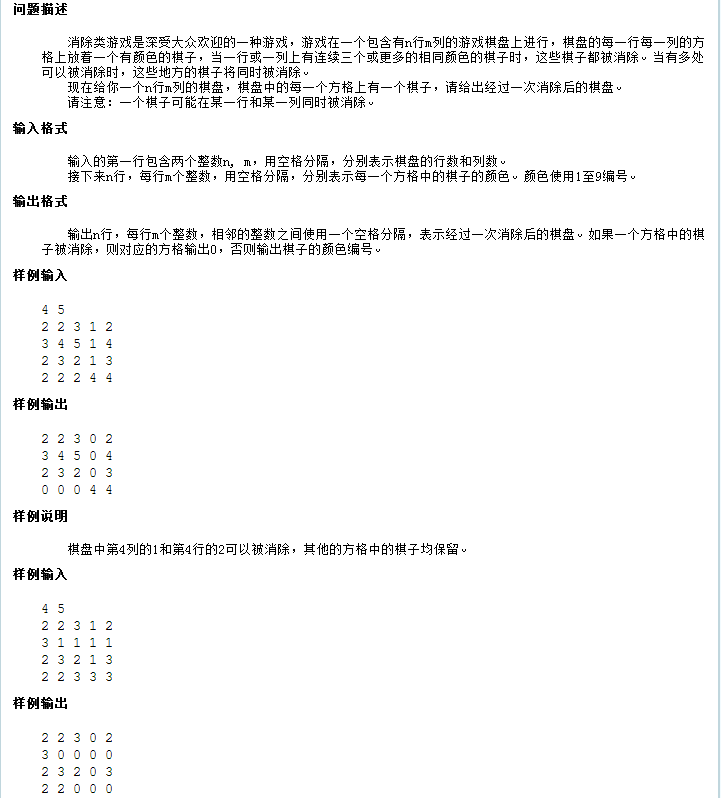 问题描述
消除类游戏是深受大众欢迎的一种游戏，游戏在一个包含有n行m列的游戏棋盘上进行，棋盘的每一行每一列的方
格上放着一个有颜色的棋子，当一行或一列上有连续三个或更多的相同颜色的棋子时，这些棋子都被消除。当有多处
可以被消除时，这些地方的棋子将同时被消除。
现在给你一个n行m列的棋盘，棋盘中的每一个方格上有一个棋子，请给出经过一次消除后的棋盘。
请注意：一个棋子可能在某一行和某一列同时被消除。
输入格式
输入的第一行包含两个整数n, m，用空格分隔，分别表示棋盘的行数和列数。
接下来n行，每行m个整数，用空格分隔，分别表示每一个方格中的棋子的颜色。颜色使用1至9编号。
输出格式
输出n行，每行m个整数，相邻的整数之间使用一个空格分隔，表示经过一次消除后的棋盘。如果一个方格中的棋
子被消除，则对应的方格输出0，否则输出棋子的颜色编号。
样例输入
4 5
2 2 3 1 2
3 4 5 1 4
2 3 2 1 3
2 2 2 4 4
样例输出
2 2 3 0 2
3 4 5 0 4
2 3 2 0 3
0 0 0 4 4
样例说明
棋盘中第4列的1和第4行的2可以被消除，其他的方格中的棋子均保留。
样例输入
4 5
2 2 3 1 2
3 1 1 1 1
2 3 2 1 3
2 2 3 3 3
样例输出
2 2 3 0 2
3 0 0 0 0
2 3 2 0 3
2 2 0 0 0